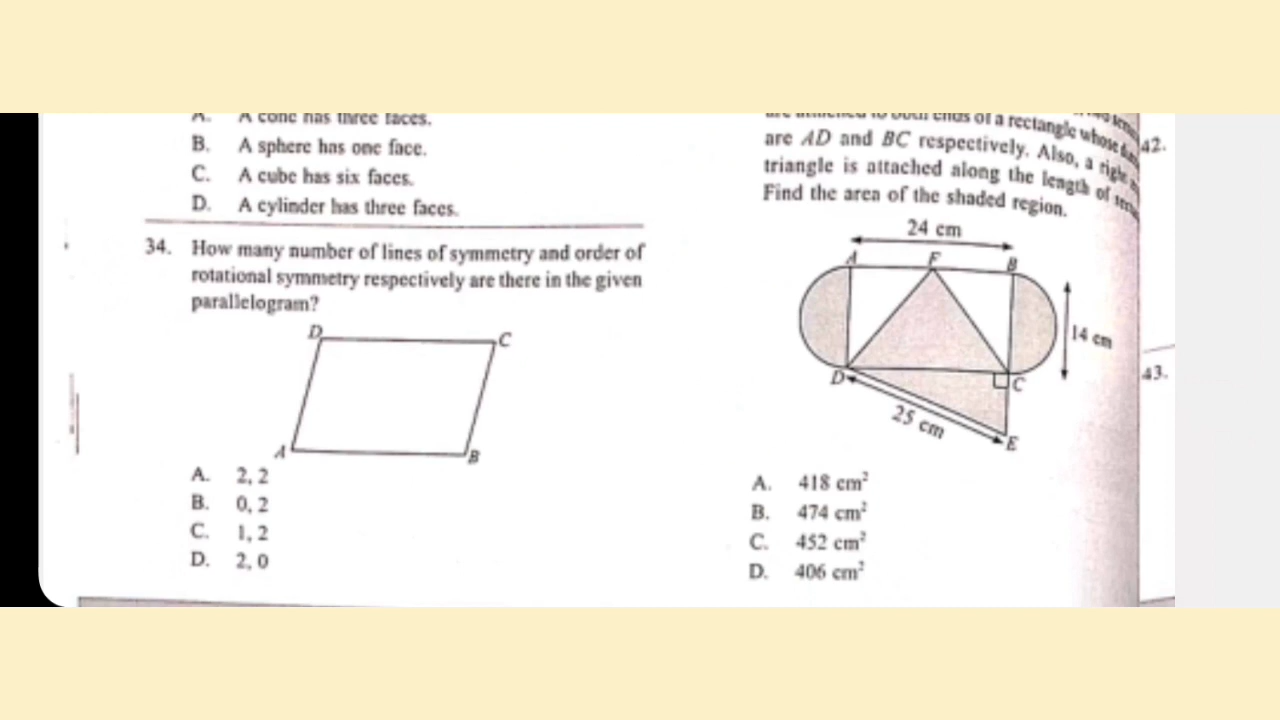 A. A cone has three faces.
B. A sphere has one face.
C. A cube has six faces.
D. A cylinder has three faces.
34. How many number of lines of symmetry and order of
rotational symmetry respectively are there in the given
parallelogram?
D
C
A
B
A. 2, 2
B. 0, 2
C. 1, 2
D. 2, 0
ends of a rectangle whose
are AD and BC respectively. Also, a
triangle is attached along the length of
Find the area of the shaded region.
24 cm
A
F
B
14 cm
D
C
25 cm
E
A. 418 cm²
B. 474 cm²
C. 452 cm²
D. 406 cm²
42.
43.